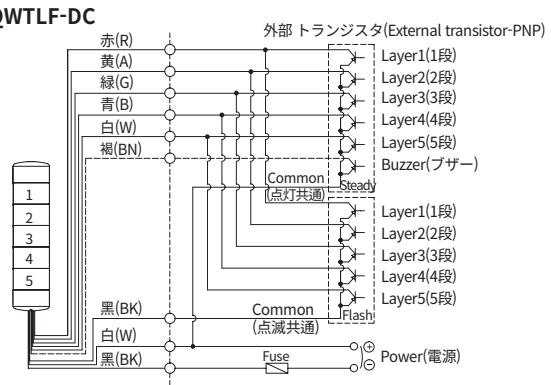 QWTLF-DC
外部 トランジスタ(External transistor-PNP)
赤(R)
黄(A)
緑(G)
青(B)
白(W)
褐(BN)
Layer1(1段)
Layer2(2段)
Layer3(3段)
Layer4(4段)
Layer5(5段)
Buzzer(ブザー)
Common
(点灯共通)
Steady
1
2
3
4
5
Layer1(1段)
Layer2(2段)
Layer3(3段)
Layer4(4段)
Layer5(5段)
黒(BK)
Common
(点滅共通)
Flash
白(W)
黒(BK)
Fuse
Power(電源)